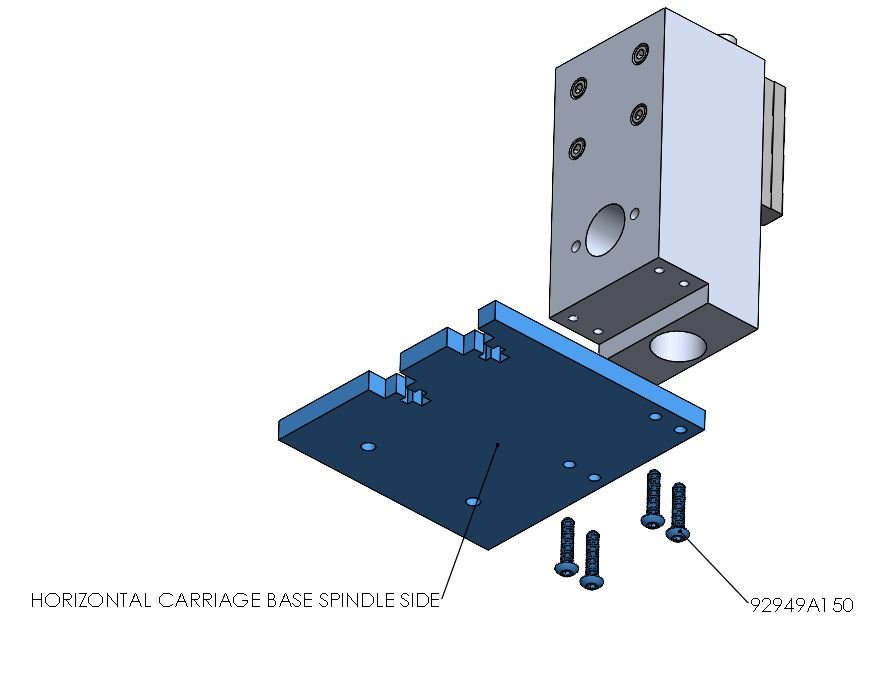 HORIZONTAL CARRIAGE BASE SPINDLE SIDE
92949A150